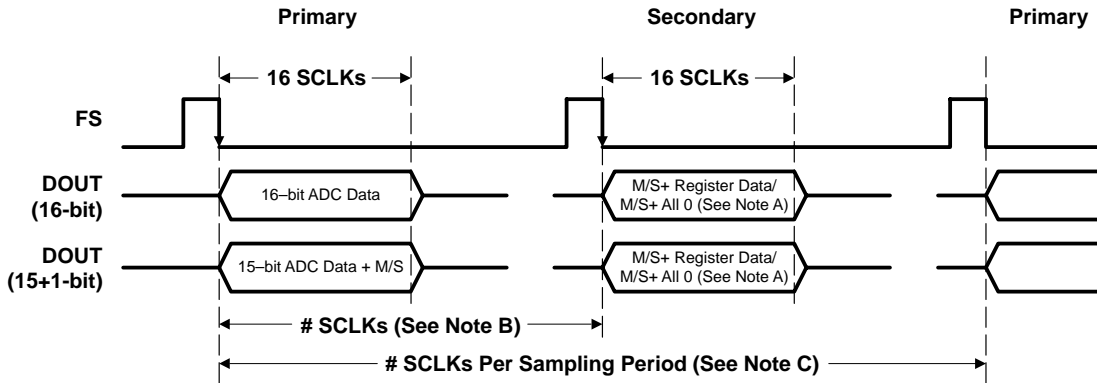 Primary Secondary Primary
16 SCLKs 16 SCLKs
FS
DOUT
(16-bit)
16–bit ADC Data
M/S+ Register Data/
M/S+ All 0 (See Note A)
DOUT
(15+1-bit)
15–bit ADC Data + M/S
M/S+ Register Data/
M/S+ All 0 (See Note A)
# SCLKs (See Note B)
# SCLKs Per Sampling Period (See Note C)